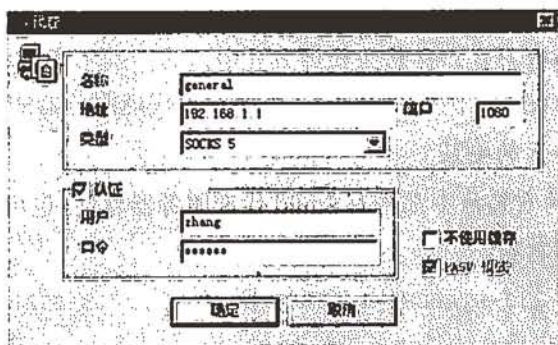 代理
名称
general
地址
192.168.1.1
端口
1080
类型
SOCKS 5
认证
用户
zhang
口令
******
不使用缓存
PASV 模式
确定
取消